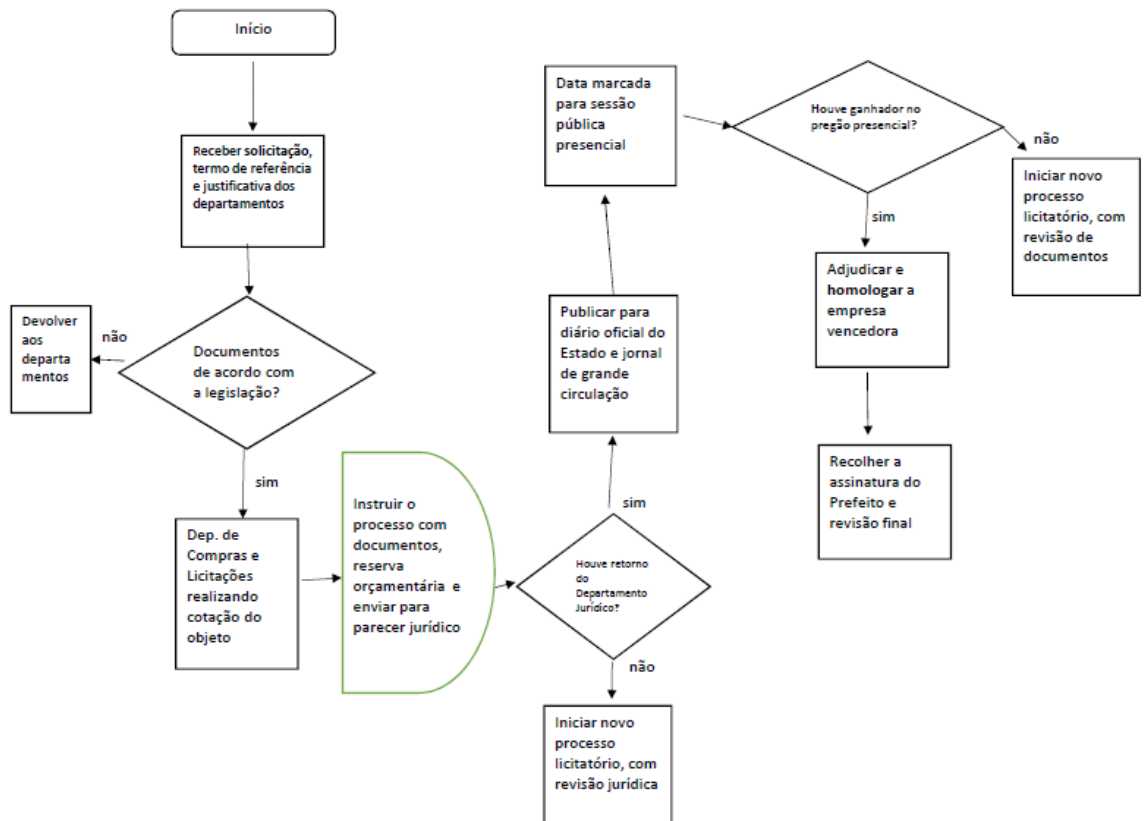 Início
Receber solicitação,
termo de referência
e justificativa dos
departamentos
Devolver
aos
departa
mentos
não
Documentos
de acordo com
a legislação?
sim
Dep. de
Compras e
Licitações
realizando
cotação do
objeto
Instruir o
processo com
documentos,
reserva
orçamentária e
enviar para
parecer jurídico
Houve retorno
do
Departamento
Jurídico?
não
Iniciar novo
processo
licitatório, com
revisão jurídica
sim
Publicar para
diário oficial do
Estado e jornal
de grande
circulação
Data marcada
para sessão
pública
presencial
Houve ganhador no
pregão presencial?
não
Iniciar novo
processo
licitatório, com
revisão de
documentos
sim
Adjudicar e
homologar a
empresa
vencedora
Recolher a
assinatura do
Prefeito e
revisão final